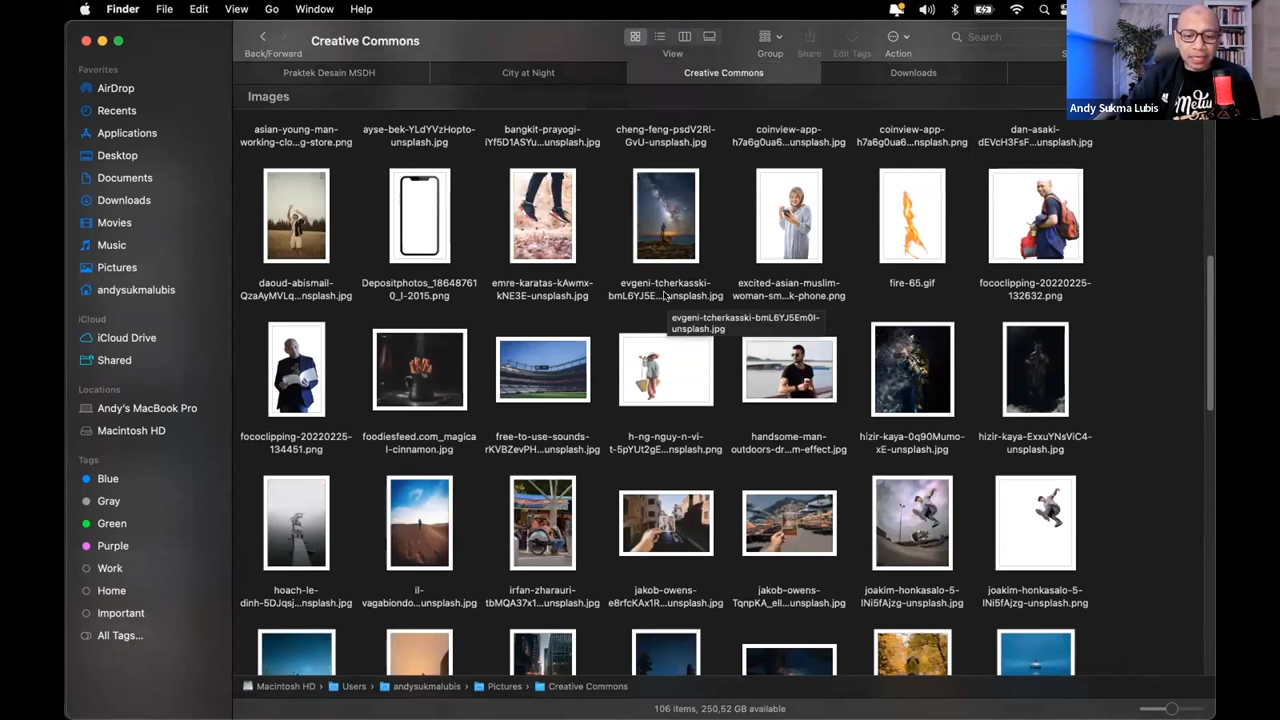 Finder File Edit View Go Window Help
Back/Forward
Creative Commons
View
Group
Share
Edit Tags
Action
Search
Praktek Desain MSDH
City at Night
Creative Commons
Downloads
Andy Sukma Lubis
Favorites
AirDrop
Recents
Applications
Desktop
Documents
Downloads
Movies
Music
Pictures
andysukmalubis
iCloud
iCloud Drive
Shared
Locations
Andy's MacBook Pro
Macintosh HD
Tags
Blue
Gray
Green
Purple
Work
Home
Important
All Tags...
Images
asian-young-man-
working-clo...g-store.png
ayse-bek-YLdYVzHopto-
unsplash.jpg
bangkit-prayogi-
iYf5D1ASYu...unsplash.jpg
cheng-feng-psdV2RI-
GvU-unsplash.jpg
coinview-app-
h7a6g0ua6...unsplash.jpg
coinview-app-
h7a6g0ua6...nsplash.png
dan-asaki-
dEVcH3FsF...unsplash.jpg
daoud-abismail-
QzaAyMVLq...nsplash.jpg
Depositphotos_18648761
0_l-2015.png
emre-karatas-kAwmx-
kNE3E-unsplash.jpg
evgeni-tcherkasski-
bmL6YJ5E...unsplash.jpg
excited-asian-muslim-
woman-sm...k-phone.png
fire-65.gif
fococlipping-20220225-
132632.png
evgeni-tcherkasski-bmL6YJ5Em0I-
unsplash.jpg
fococlipping-20220225-
134451.png
foodiesfeed.com_magica
l-cinnamon.jpg
free-to-use-sounds-
rKVBZevPH...unsplash.jpg
h-ng-nguy-n-vi-
t-5pYUt2gE...nsplash.png
handsome-man-
outdoors-dr...m-effect.jpg
hizir-kaya-0q90Mumo-
xE-unsplash.jpg
hizir-kaya-ExxuYNsViC4-
unsplash.jpg
hoach-le-
dinh-5DJqsj...nsplash.jpg
il-
vagabiondo...unsplash.jpg
irfan-zharauri-
tbMQA37x1...unsplash.jpg
jakob-owens-
e8rfcKAx1R...unsplash.jpg
jakob-owens-
TqnpKA_ell...unsplash.jpg
joakim-honkasalo-5-
INi5fAjzg-unsplash.jpg
joakim-honkasalo-5-
INi5fAjzg-unsplash.png
Macintosh HD › Users › andysukmalubis › Pictures › Creative Commons
106 items, 250,52 GB available